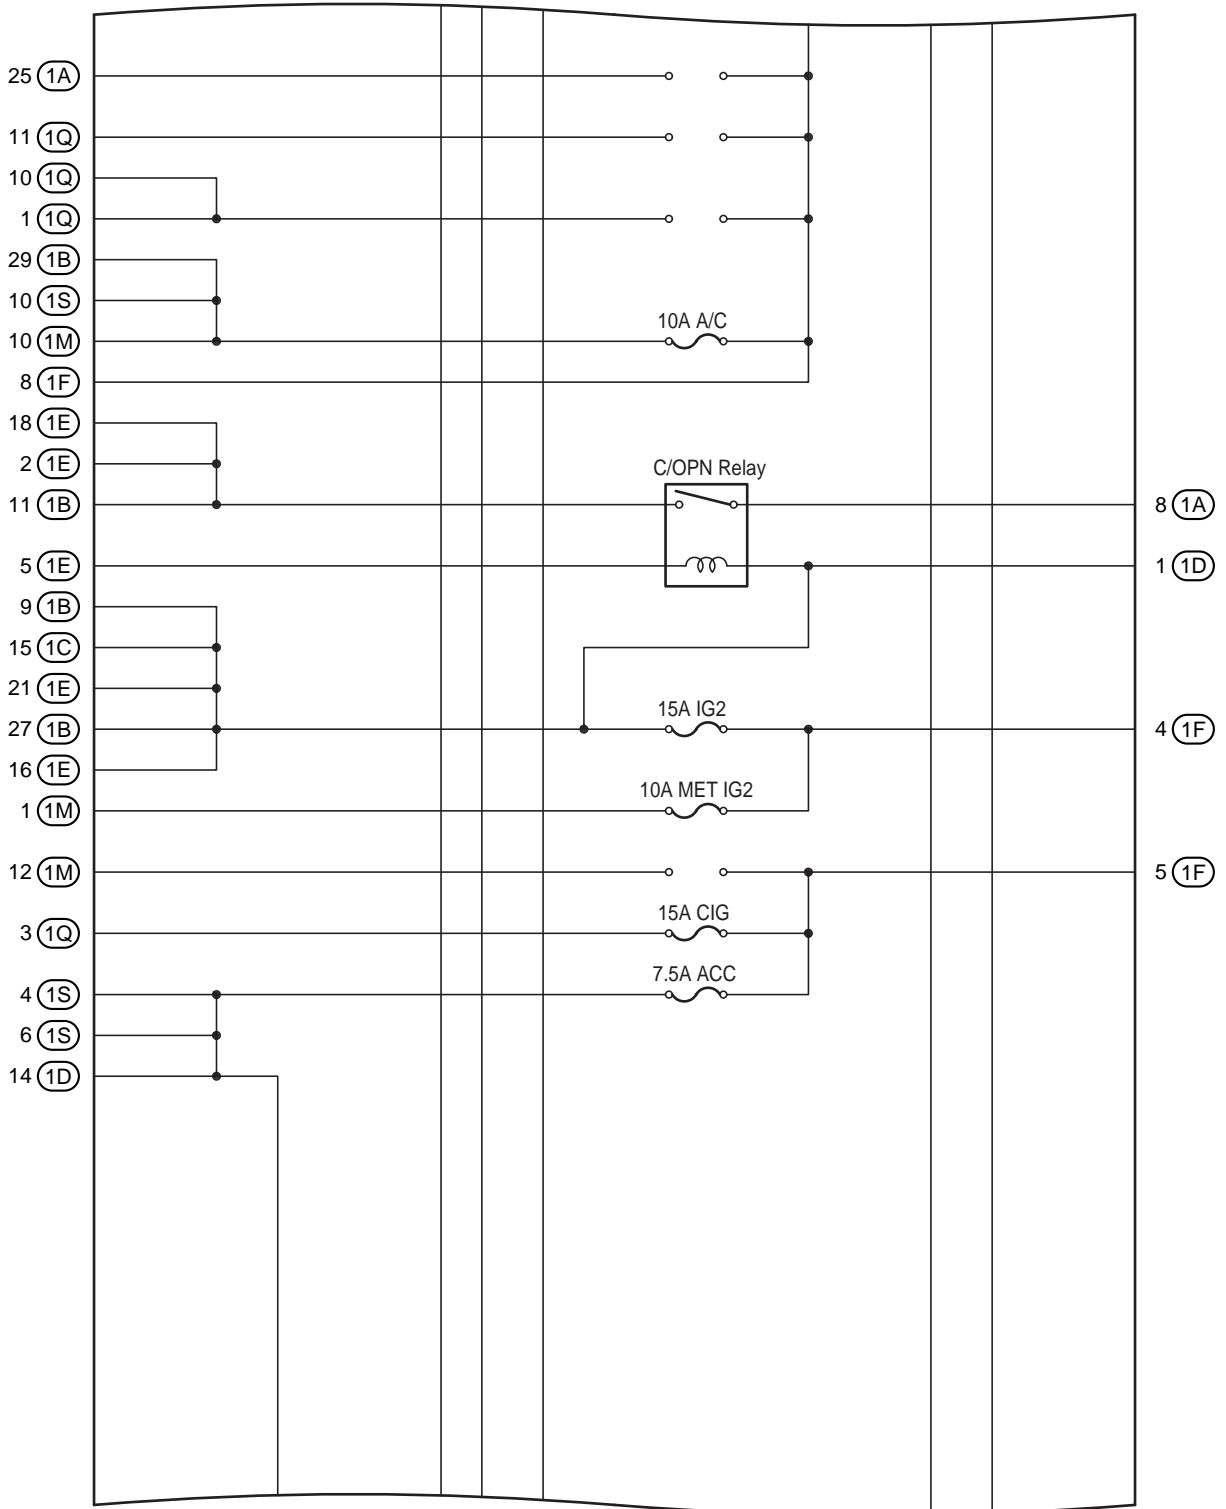 25 1A
11 1Q
10 1Q
1 1Q
29 1B
10 1S
10A A/C
10 1M
8 1F
18 1E
2 1E
C/OPN Relay
11 1B
8 1A
5 1E
1 1D
9 1B
15 1C
21 1E
15A IG2
27 1B
4 1F
16 1E
10A MET IG2
1 1M
12 1M
5 1F
15A CIG
3 1Q
7.5A ACC
4 1S
6 1S
14 1D